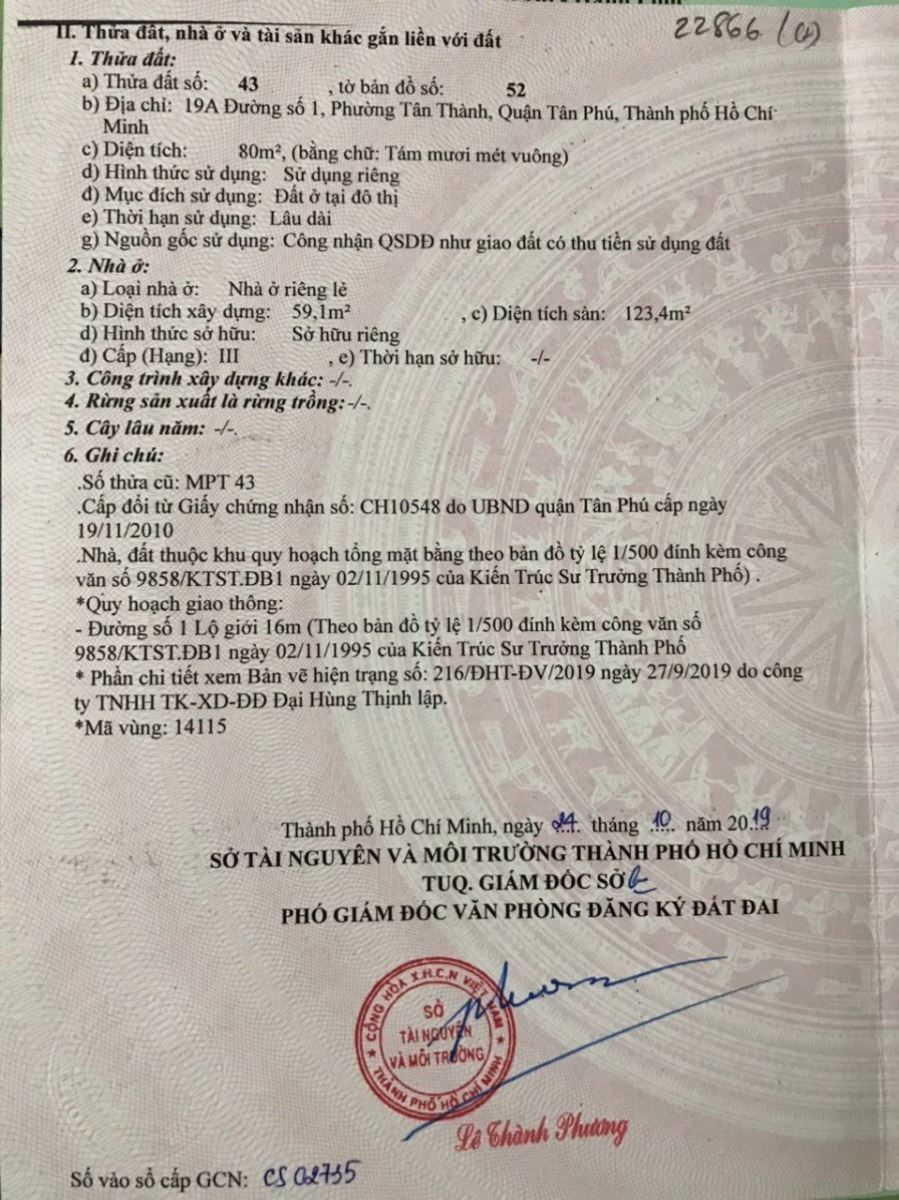 22866 (
II. Thửa đất, nhà ở và tài sản khác gắn liền với đất
1. Thửa đất:
a) Thửa đất số: 43 , tờ bản đồ số: 52
b) Địa chỉ: 19A Đường số 1, Phường Tân Thành, Quận Tân Phú, Thành phố Hồ Chí
Minh
c) Diện tích: 80m², (bằng chữ: Tám mươi mét vuông)
d) Hình thức sử dụng: Sử dụng riêng
đ) Mục đích sử dụng: Đất ở tại đô thị
e) Thời hạn sử dụng: Lâu dài
g) Nguồn gốc sử dụng: Công nhận QSDĐ như giao đất có thu tiền sử dụng đất
2. Nhà ở:
a) Loại nhà ở: Nhà ở riêng lẻ
b) Diện tích xây dựng: 59,1m² , c) Diện tích sàn: 123,4m²
d) Hình thức sở hữu: Sở hữu riêng
đ) Cấp (Hạng): III , e) Thời hạn sở hữu: -/-
3. Công trình xây dựng khác: -/-.
4. Rừng sản xuất là rừng trồng: -/-.
5. Cây lâu năm: -/-.
6. Ghi chú:
.Số thửa cũ: MPT 43
.Cấp đổi từ Giấy chứng nhận số: CH10548 do UBND quận Tân Phú cấp ngày
19/11/2010
.Nhà, đất thuộc khu quy hoạch tổng mặt bằng theo bản đồ tỷ lệ 1/500 đính kèm công
văn số 9858/KTST.ĐB1 ngày 02/11/1995 của Kiến Trúc Sư Trưởng Thành Phố) .
*Quy hoạch giao thông:
- Đường số 1 Lộ giới 16m (Theo bản đồ tỷ lệ 1/500 đính kèm công văn số
9858/KTST.ĐB1 ngày 02/11/1995 của Kiến Trúc Sư Trưởng Thành Phố
* Phần chi tiết xem Bản vẽ hiện trạng số: 216/ĐHT-ĐV/2019 ngày 27/9/2019 do công
ty TNHH TK-XD-ĐĐ Đại Hùng Thịnh lập.
*Mã vùng: 14115
Thành phố Hồ Chí Minh, ngày 24 tháng 10 năm 2019
SỞ TÀI NGUYÊN VÀ MÔI TRƯỜNG THÀNH PHỐ HỒ CHÍ MINH
TUQ. GIÁM ĐỐC SỞ
PHÓ GIÁM ĐỐC VĂN PHÒNG ĐĂNG KÝ ĐẤT ĐAI
CỘNG HÒA X.H.C.N VIỆT NAM
SỞ
TÀI NGUYÊN
VÀ MÔI TRƯỜNG
THÀNH PHỐ HỒ CHÍ MINH
Lê Thành Phương
Số vào sổ cấp GCN: CS 02735